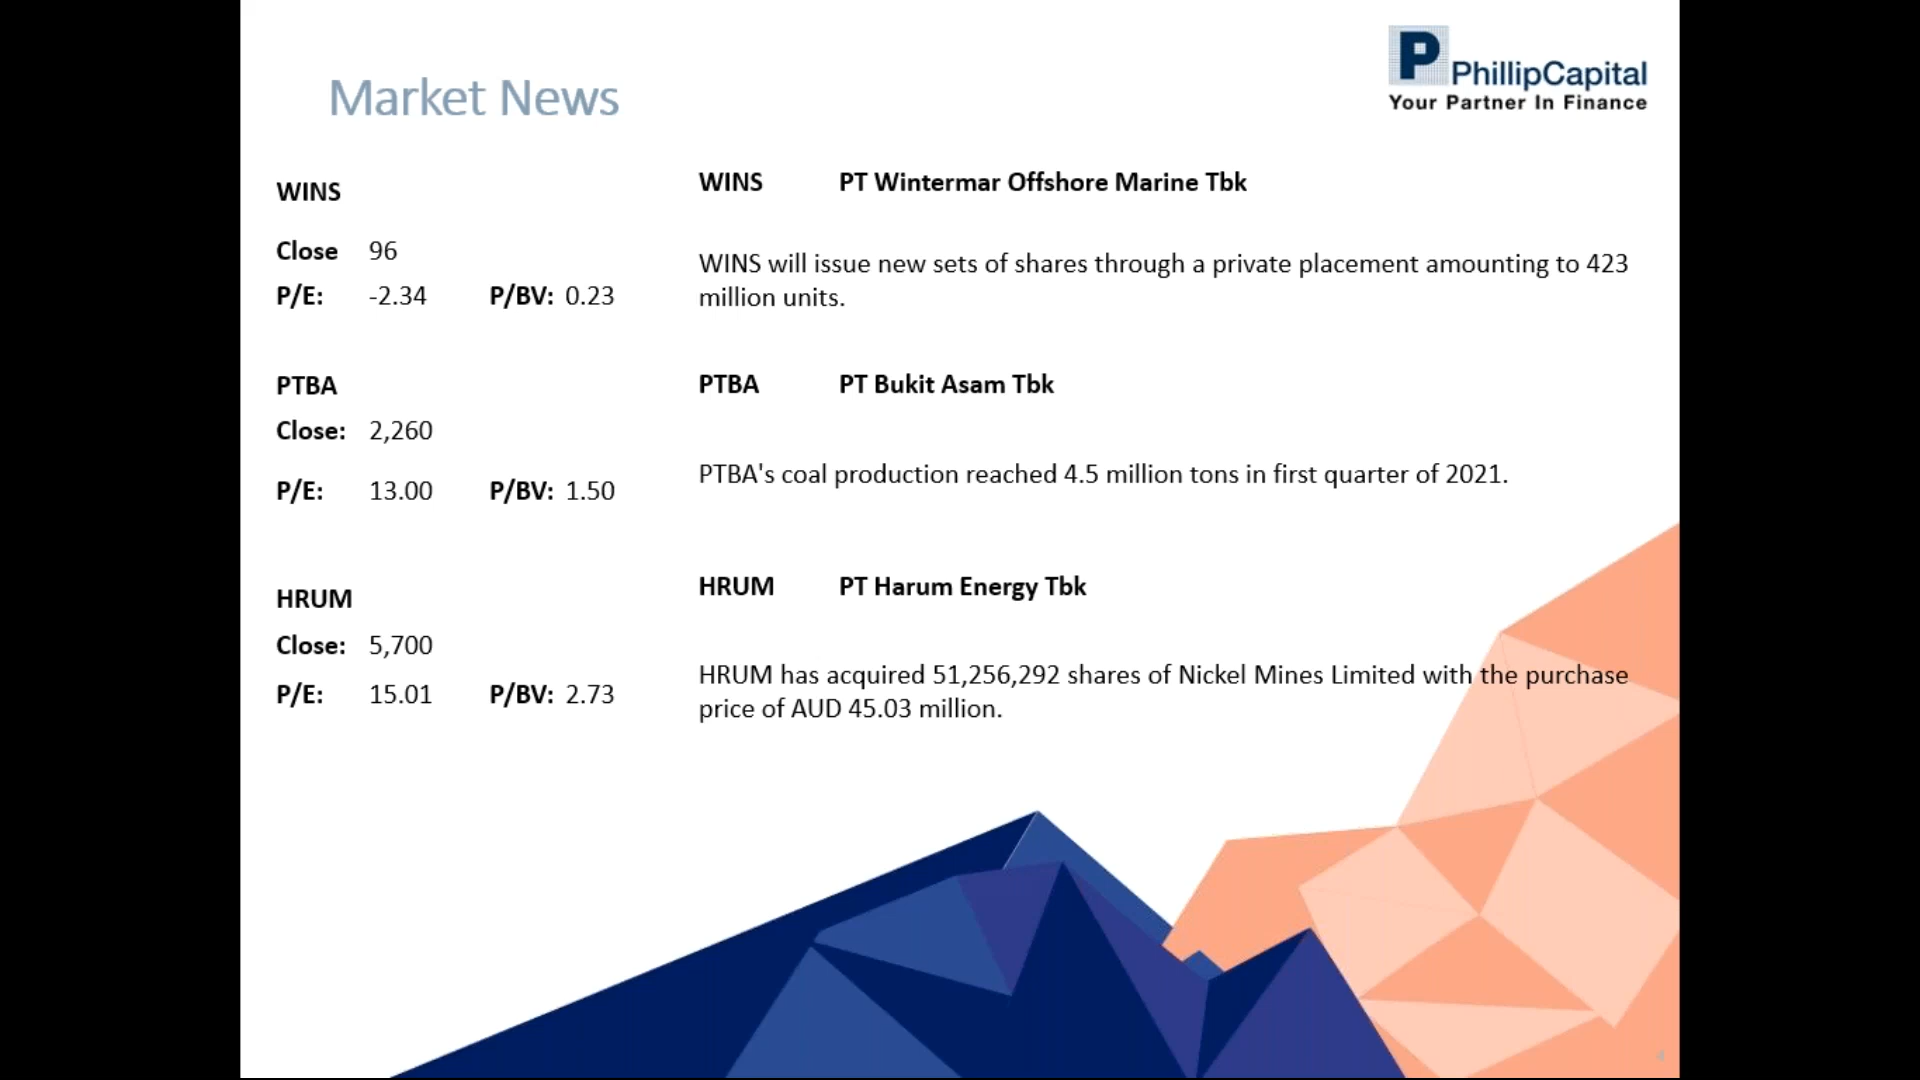 Market News
P PhillipCapital
Your Partner In Finance
WINS
Close 96
P/E: -2.34 P/BV: 0.23
PTBA
Close: 2,260
P/E: 13.00 P/BV: 1.50
HRUM
Close: 5,700
P/E: 15.01 P/BV: 2.73
WINS PT Wintermar Offshore Marine Tbk
WINS will issue new sets of shares through a private placement amounting to 423
million units.
PTBA PT Bukit Asam Tbk
PTBA's coal production reached 4.5 million tons in first quarter of 2021.
HRUM PT Harum Energy Tbk
HRUM has acquired 51,256,292 shares of Nickel Mines Limited with the purchase
price of AUD 45.03 million.
4